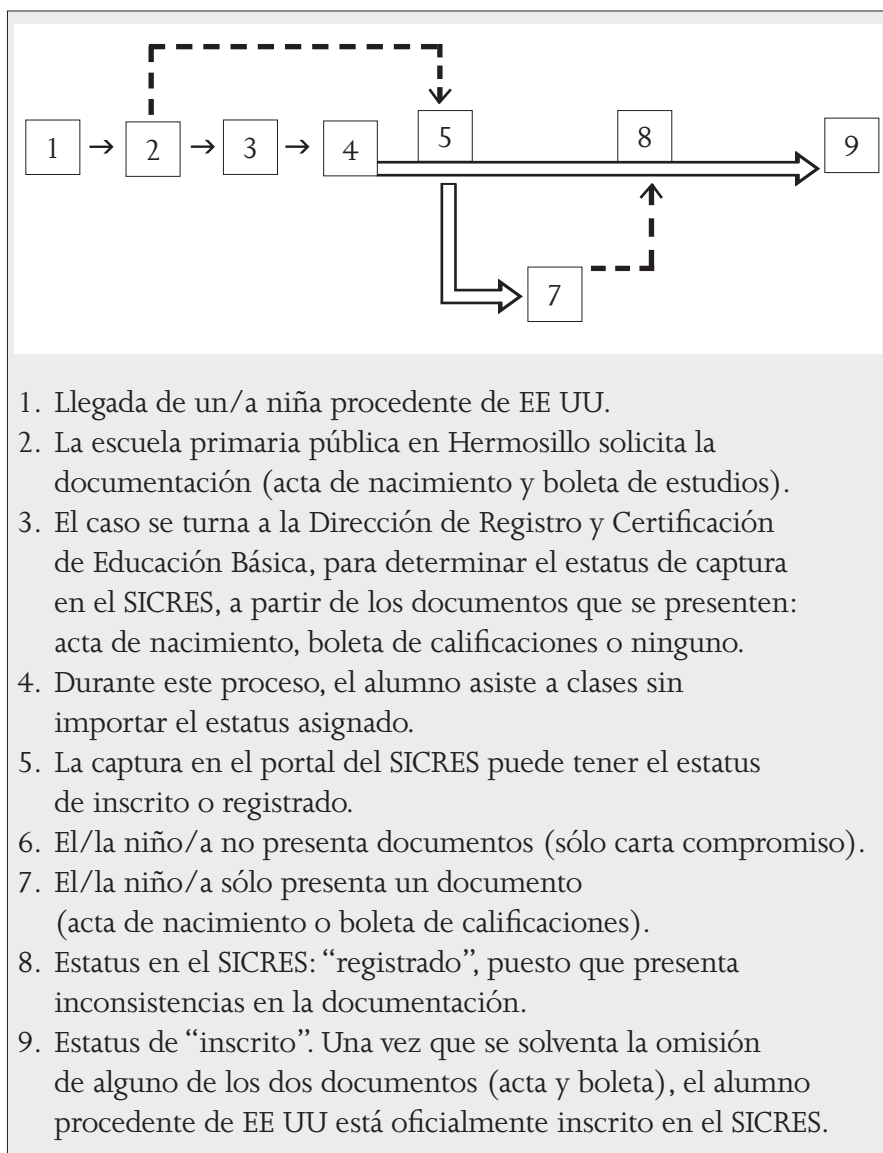 1
2
3
4
5
8
9
7
1. Llegada de un/a niña procedente de EE UU.
2. La escuela primaria pública en Hermosillo solicita la
documentación (acta de nacimiento y boleta de estudios).
3. El caso se turna a la Dirección de Registro y Certificación
de Educación Básica, para determinar el estatus de captura
en el SICRES, a partir de los documentos que se presenten:
acta de nacimiento, boleta de calificaciones o ninguno.
4. Durante este proceso, el alumno asiste a clases sin
importar el estatus asignado.
5. La captura en el portal del SICRES puede tener el estatus
de inscrito o registrado.
6. El/la niño/a no presenta documentos (sólo carta compromiso).
7. El/la niño/a sólo presenta un documento
(acta de nacimiento o boleta de calificaciones).
8. Estatus en el SICRES: “registrado”, puesto que presenta
inconsistencias en la documentación.
9. Estatus de “inscrito”. Una vez que se solventa la omisión
de alguno de los dos documentos (acta y boleta), el alumno
procedente de EE UU está oficialmente inscrito en el SICRES.